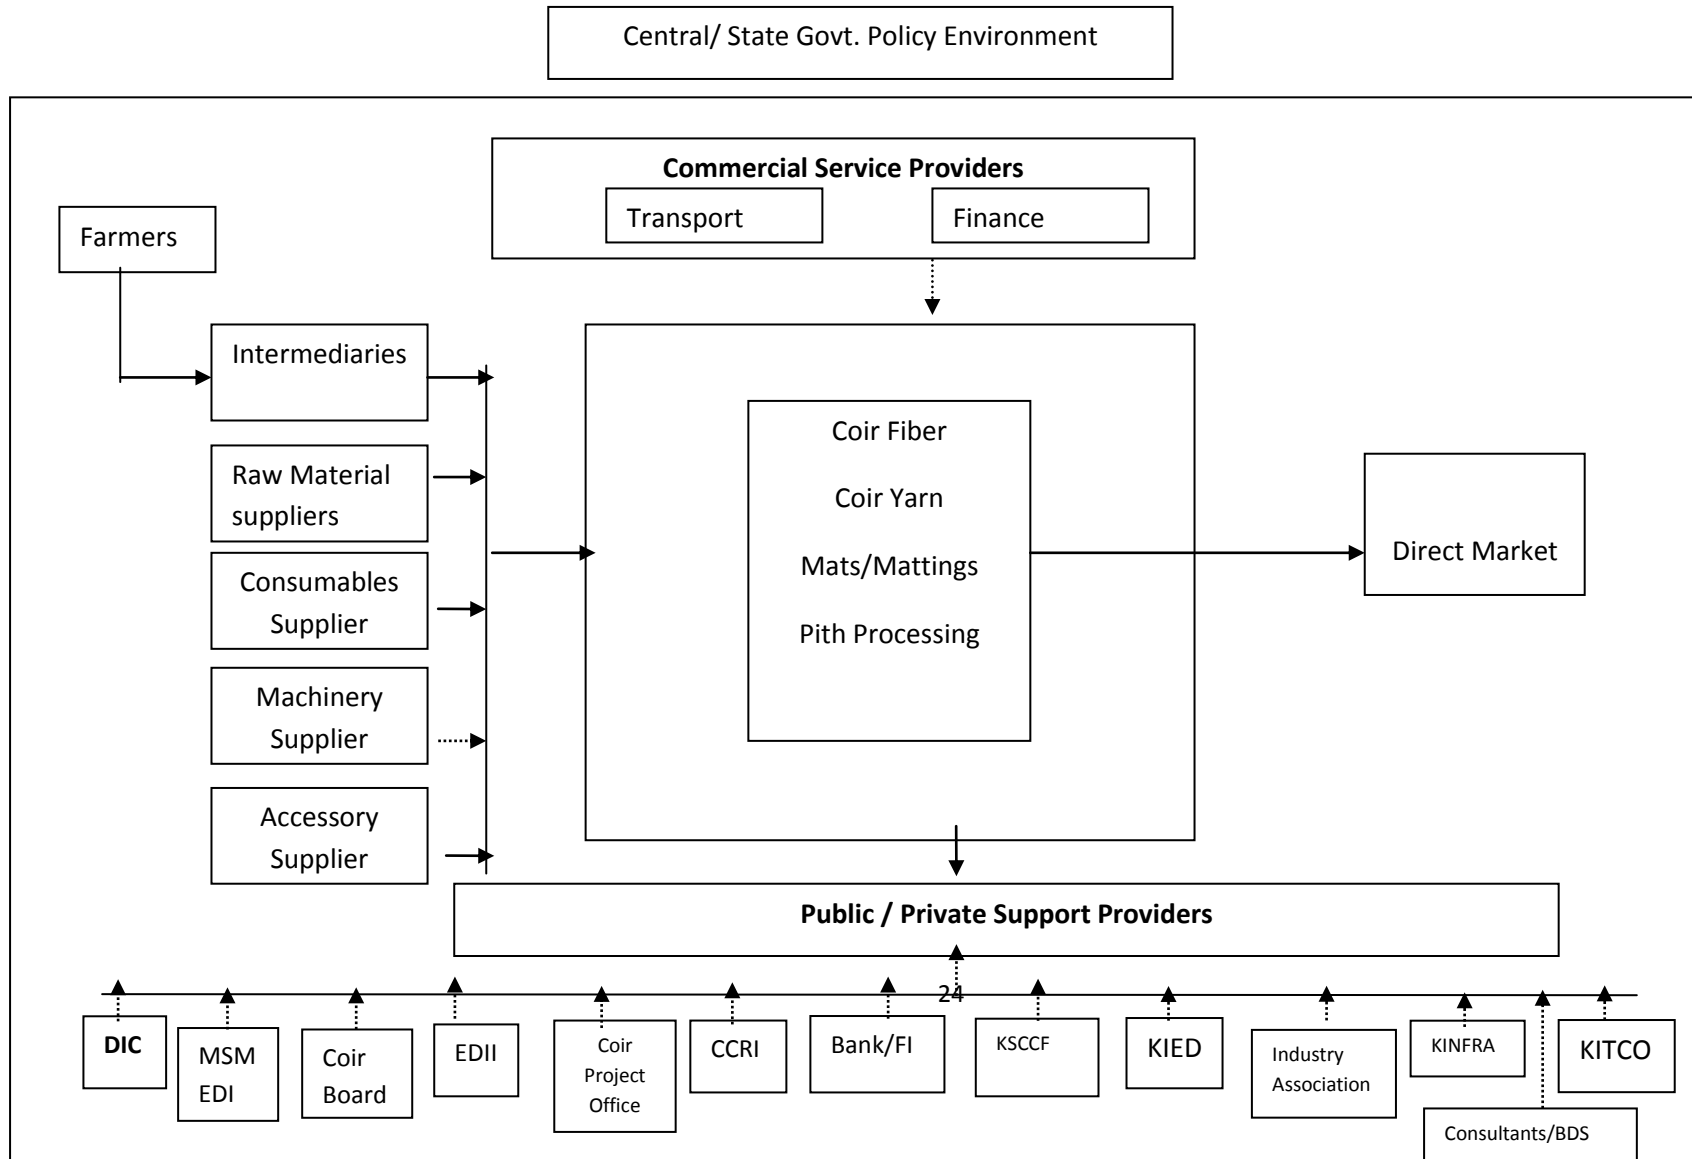 Central/ State Govt. Policy Environment
Commercial Service Providers
Transport
Finance
Farmers
Intermediaries
Raw Material
suppliers
Consumables
Supplier
Machinery
Supplier
Accessory
Supplier
Coir Fiber
Coir Yarn
Mats/Mattings
Pith Processing
Direct Market
Public / Private Support Providers
24
DIC
MSM
EDI
Coir
Board
EDII
Coir
Project
Office
CCRI
Bank/FI
KSCCF
KIED
Industry
Association
KINFRA
KITCO
Consultants/BDS